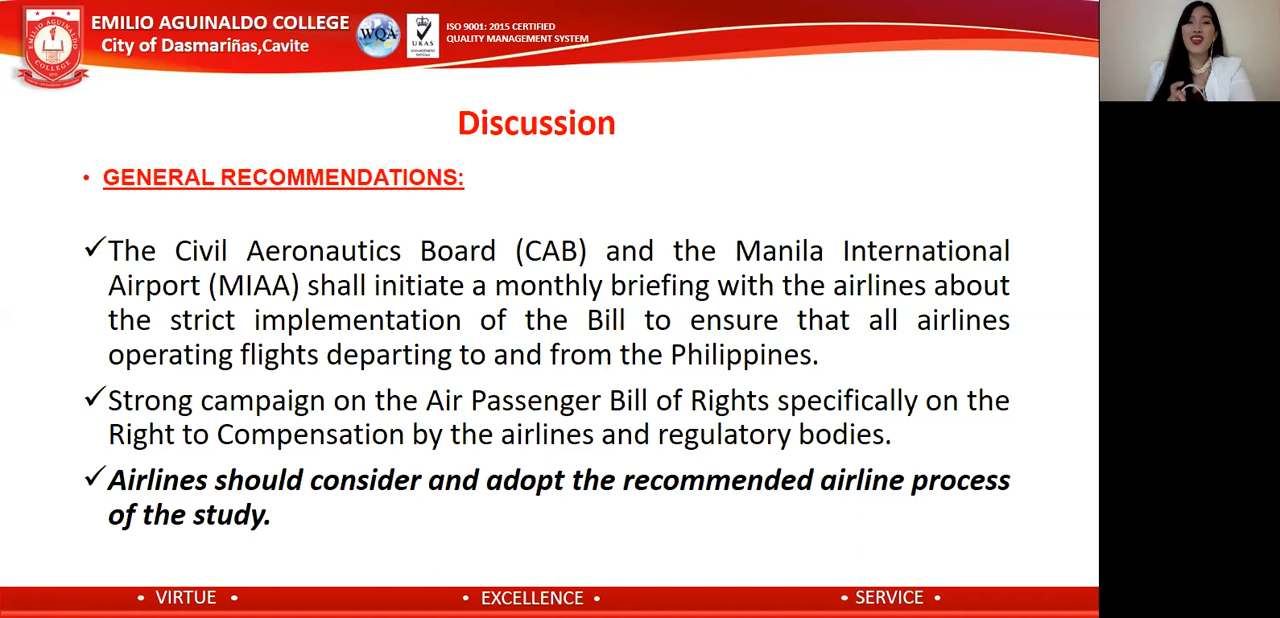 EMILIO AGUINALDO COLLEGE
City of Dasmariñas,Cavite
WQA
UKAS
MANAGEMENT
SYSTEMS
ISO 9001: 2015 CERTIFIED
QUALITY MANAGEMENT SYSTEM
Discussion
• GENERAL RECOMMENDATIONS:
✓The Civil Aeronautics Board (CAB) and the Manila International
Airport (MIAA) shall initiate a monthly briefing with the airlines about
the strict implementation of the Bill to ensure that all airlines
operating flights departing to and from the Philippines.
✓Strong campaign on the Air Passenger Bill of Rights specifically on the
Right to Compensation by the airlines and regulatory bodies.
✓Airlines should consider and adopt the recommended airline process
of the study.
• VIRTUE •
• EXCELLENCE •
• SERVICE •